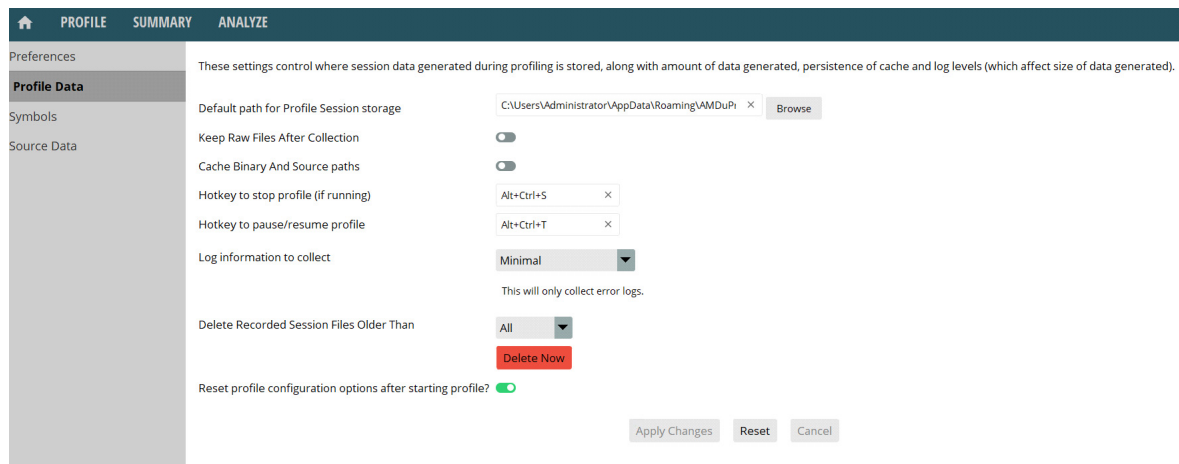 PROFILE SUMMARY ANALYZE
Preferences
Profile Data
Symbols
Source Data
These settings control where session data generated during profiling is stored, along with amount of data generated, persistence of cache and log levels (which affect size of data generated).
Default path for Profile Session storage C:\Users\Administrator\AppData\Roaming\AMDuPr × Browse
Keep Raw Files After Collection
Cache Binary And Source paths
Hotkey to stop profile (if running) Alt+Ctrl+S ×
Hotkey to pause/resume profile Alt+Ctrl+T ×
Log information to collect Minimal
This will only collect error logs.
Delete Recorded Session Files Older Than All
Delete Now
Reset profile configuration options after starting profile?
Apply Changes Reset Cancel